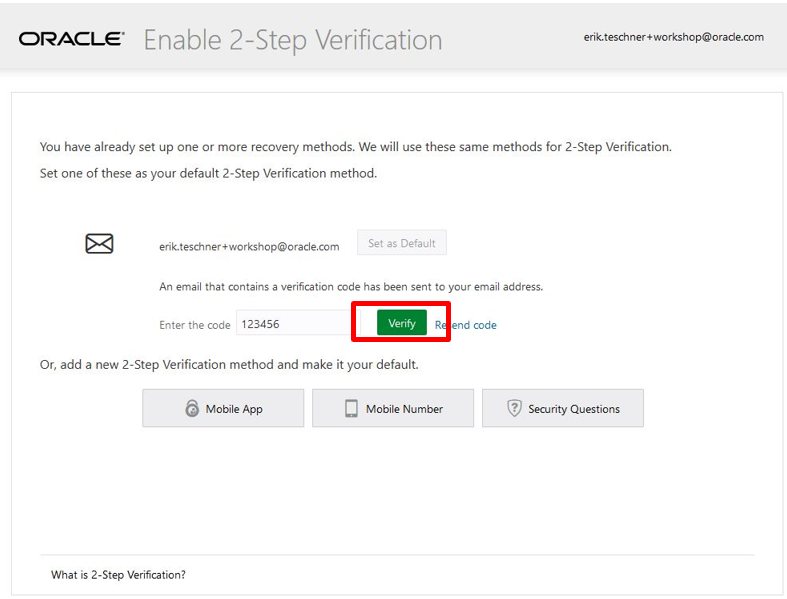 ORACLE® Enable 2-Step Verification
erik.teschner+workshop@oracle.com
You have already set up one or more recovery methods. We will use these same methods for 2-Step Verification.
Set one of these as your default 2-Step Verification method.
erik.teschner+workshop@oracle.com Set as Default
An email that contains a verification code has been sent to your email address.
Enter the code 123456 Verify Resend code
Or, add a new 2-Step Verification method and make it your default.
Mobile App Mobile Number Security Questions
What is 2-Step Verification?